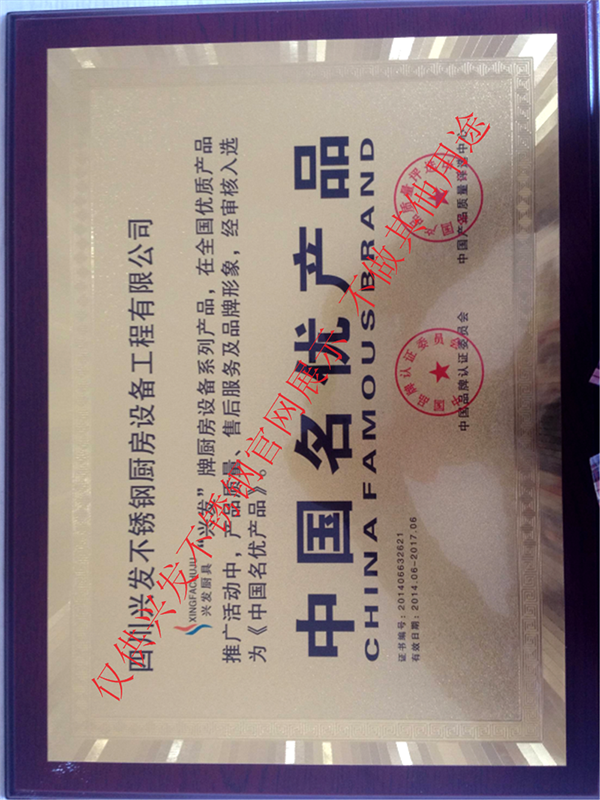 四川兴发不锈钢厨房设备工程有限公司
XINGFACHUJU
兴发厨具
“兴发”牌厨房设备系列产品，在全国优质产品
推广活动中，产品质量、售后服务及品牌形象，经审核入选
为《中国名优产品》。
中国名优产品
CHINA FAMOUS BRAND
证书编号：201406632621
有效日期：2014.06-2017.06
中国品牌认证委员会
中国产品质量评测中心
仅供兴发不锈钢官网展示 不做其他用途